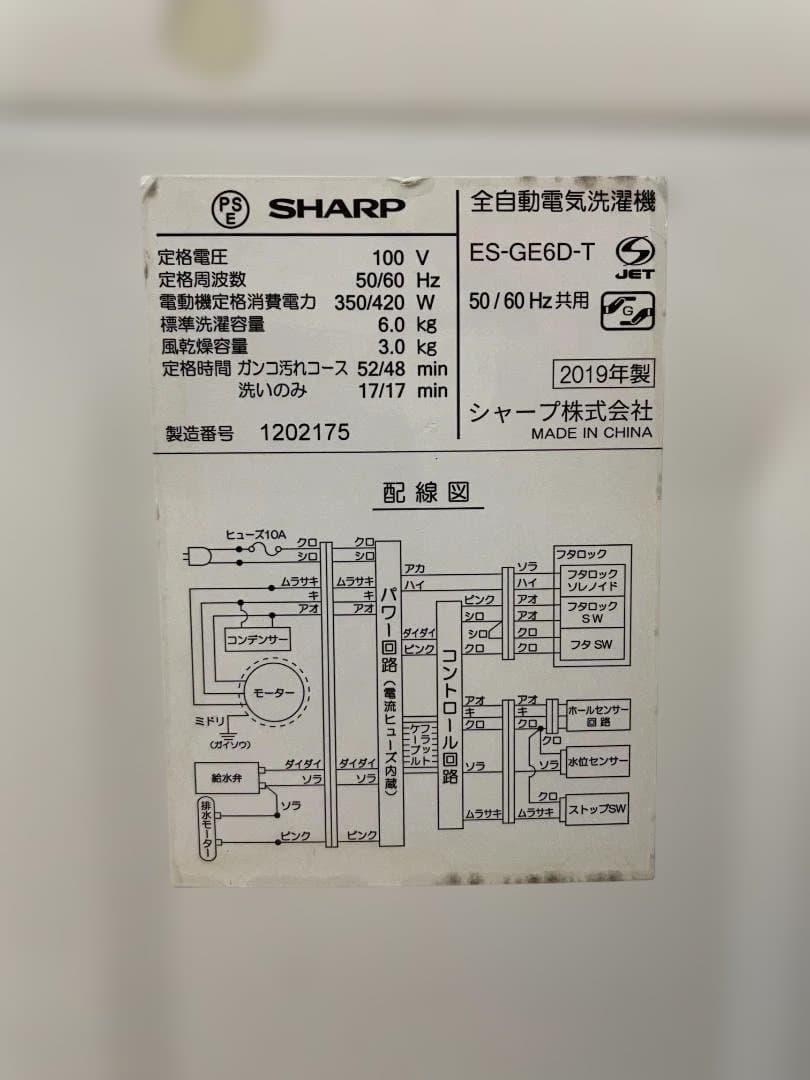 PS E SHARP
定格電圧 100 V
定格周波数 50/60 Hz
電動機定格消費電力 350/420 W
標準洗濯容量 6.0 kg
風乾燥容量 3.0 kg
定格時間 ガンコ汚れコース 52/48 min
洗いのみ 17/17 min
製造番号 1202175
全自動電気洗濯機
ES-GE6D-T
S JET
50/60 Hz共用
G
2019年製
シャープ株式会社
MADE IN CHINA
配線図
ヒューズ10A
クロ
シロ
ムラサキ
キ
アオ
コンデンサー
モーター
ミドリ
(ガイソウ)
給水弁
ダイダイ
ソラ
ソラ
排水モーター
ピンク
クロ
シロ
ムラサキ
キ
アオ
ダイダイ
ソラ
ピンク
パワー回路(電流ヒューズ内蔵)
アカ
ハイ
ダイダイ
ピンク
フラット
ケーブル
コントロール回路
ピンク
シロ
シロ
クロ
アオ
キ
クロ
ソラ
ムラサキ
ソラ
ハイ
アオ
アオ
クロ
クロ
フタロック
フタロック
ソレノイド
フタロック
SW
フタ SW
アオ
キ
クロ
ホールセンサー
回路
クロ
ソラ
水位センサー
クロ
ムラサキ
ストップSW